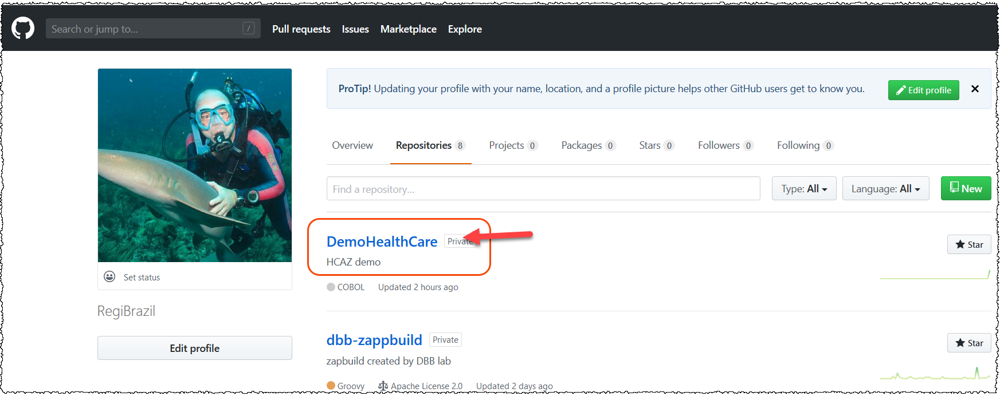 Search or jump to... /
Pull requests Issues Marketplace Explore
ProTip! Updating your profile with your name, location, and a profile picture helps other GitHub users get to know you.
Edit profile
Overview Repositories 8 Projects 0 Packages 0 Stars 0 Followers 0 Following 0
Find a repository...
Type: All
Language: All
New
DemoHealthCare Private
HCAZ demo
COBOL Updated 2 hours ago
Star
Set status
RegiBrazil
Edit profile
dbb-zappbuild Private
zapbuild created by DBB lab
Groovy Apache License 2.0 Updated 2 days ago
Star